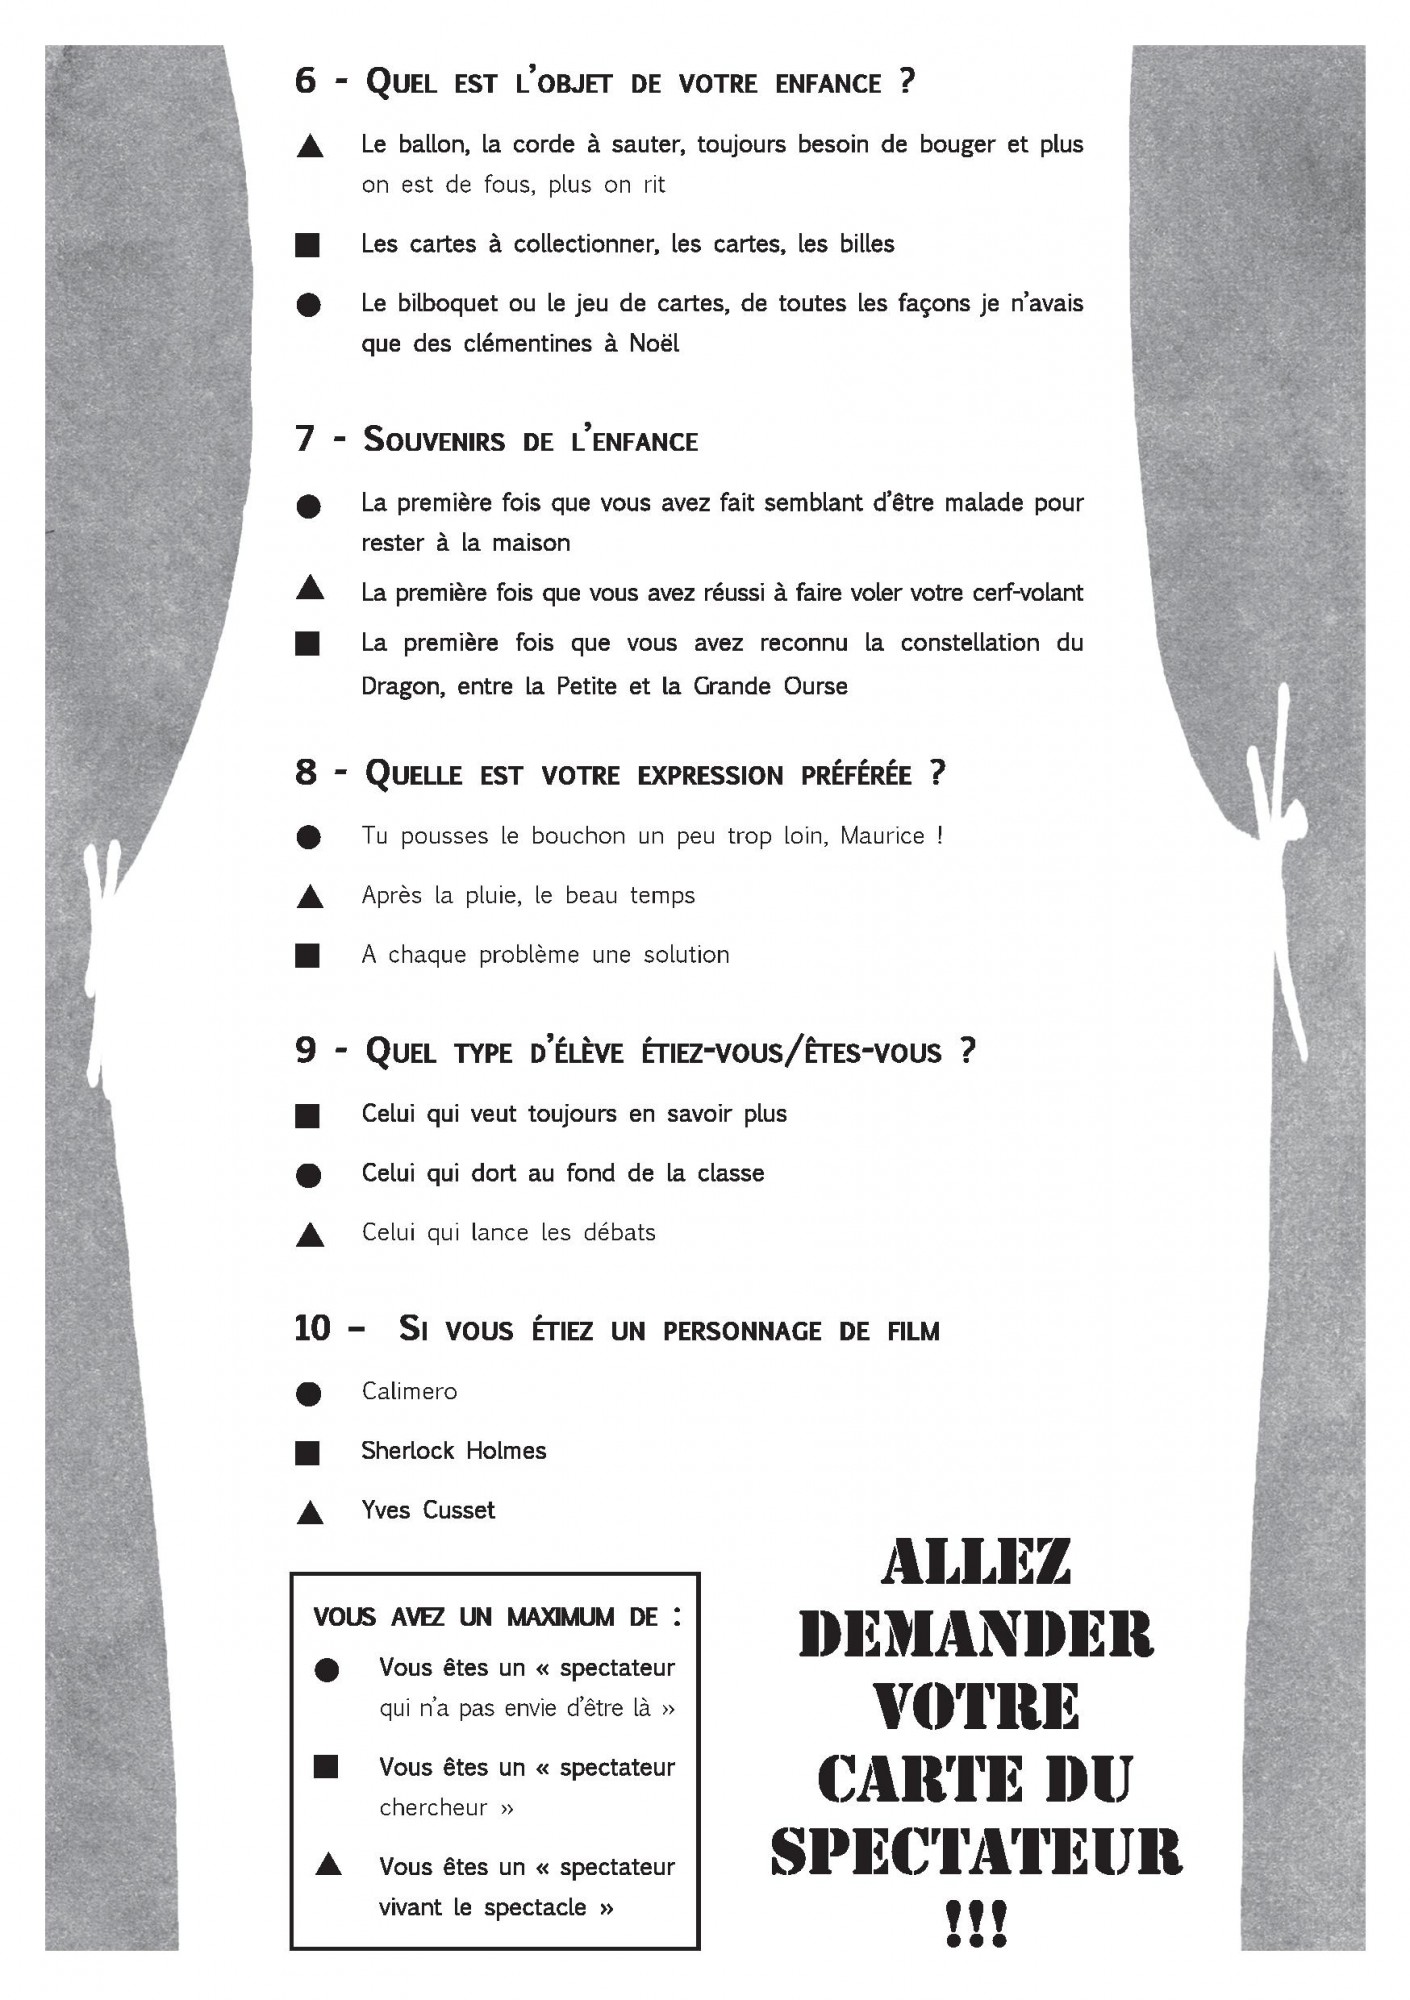 6 - Quel est l'objet de votre enfance ?
▲ Le ballon, la corde à sauter, toujours besoin de bouger et plus
on est de fous, plus on rit
■ Les cartes à collectionner, les cartes, les billes
● Le bilboquet ou le jeu de cartes, de toutes les façons je n'avais
que des clémentines à Noël
7 - Souvenirs de l'enfance
● La première fois que vous avez fait semblant d'être malade pour
rester à la maison
▲ La première fois que vous avez réussi à faire voler votre cerf-volant
■ La première fois que vous avez reconnu la constellation du
Dragon, entre la Petite et la Grande Ourse
8 - Quelle est votre expression préférée ?
● Tu pousses le bouchon un peu trop loin, Maurice !
▲ Après la pluie, le beau temps
■ A chaque problème une solution
9 - Quel type d'élève étiez-vous/êtes-vous ?
■ Celui qui veut toujours en savoir plus
● Celui qui dort au fond de la classe
▲ Celui qui lance les débats
10 – Si vous étiez un personnage de film
● Calimero
■ Sherlock Holmes
▲ Yves Cusset
VOUS AVEZ UN MAXIMUM DE :
● Vous êtes un « spectateur
qui n'a pas envie d'être là »
■ Vous êtes un « spectateur
chercheur »
▲ Vous êtes un « spectateur
vivant le spectacle »
ALLEZ
DEMANDER
VOTRE
CARTE DU
SPECTATEUR
!!!